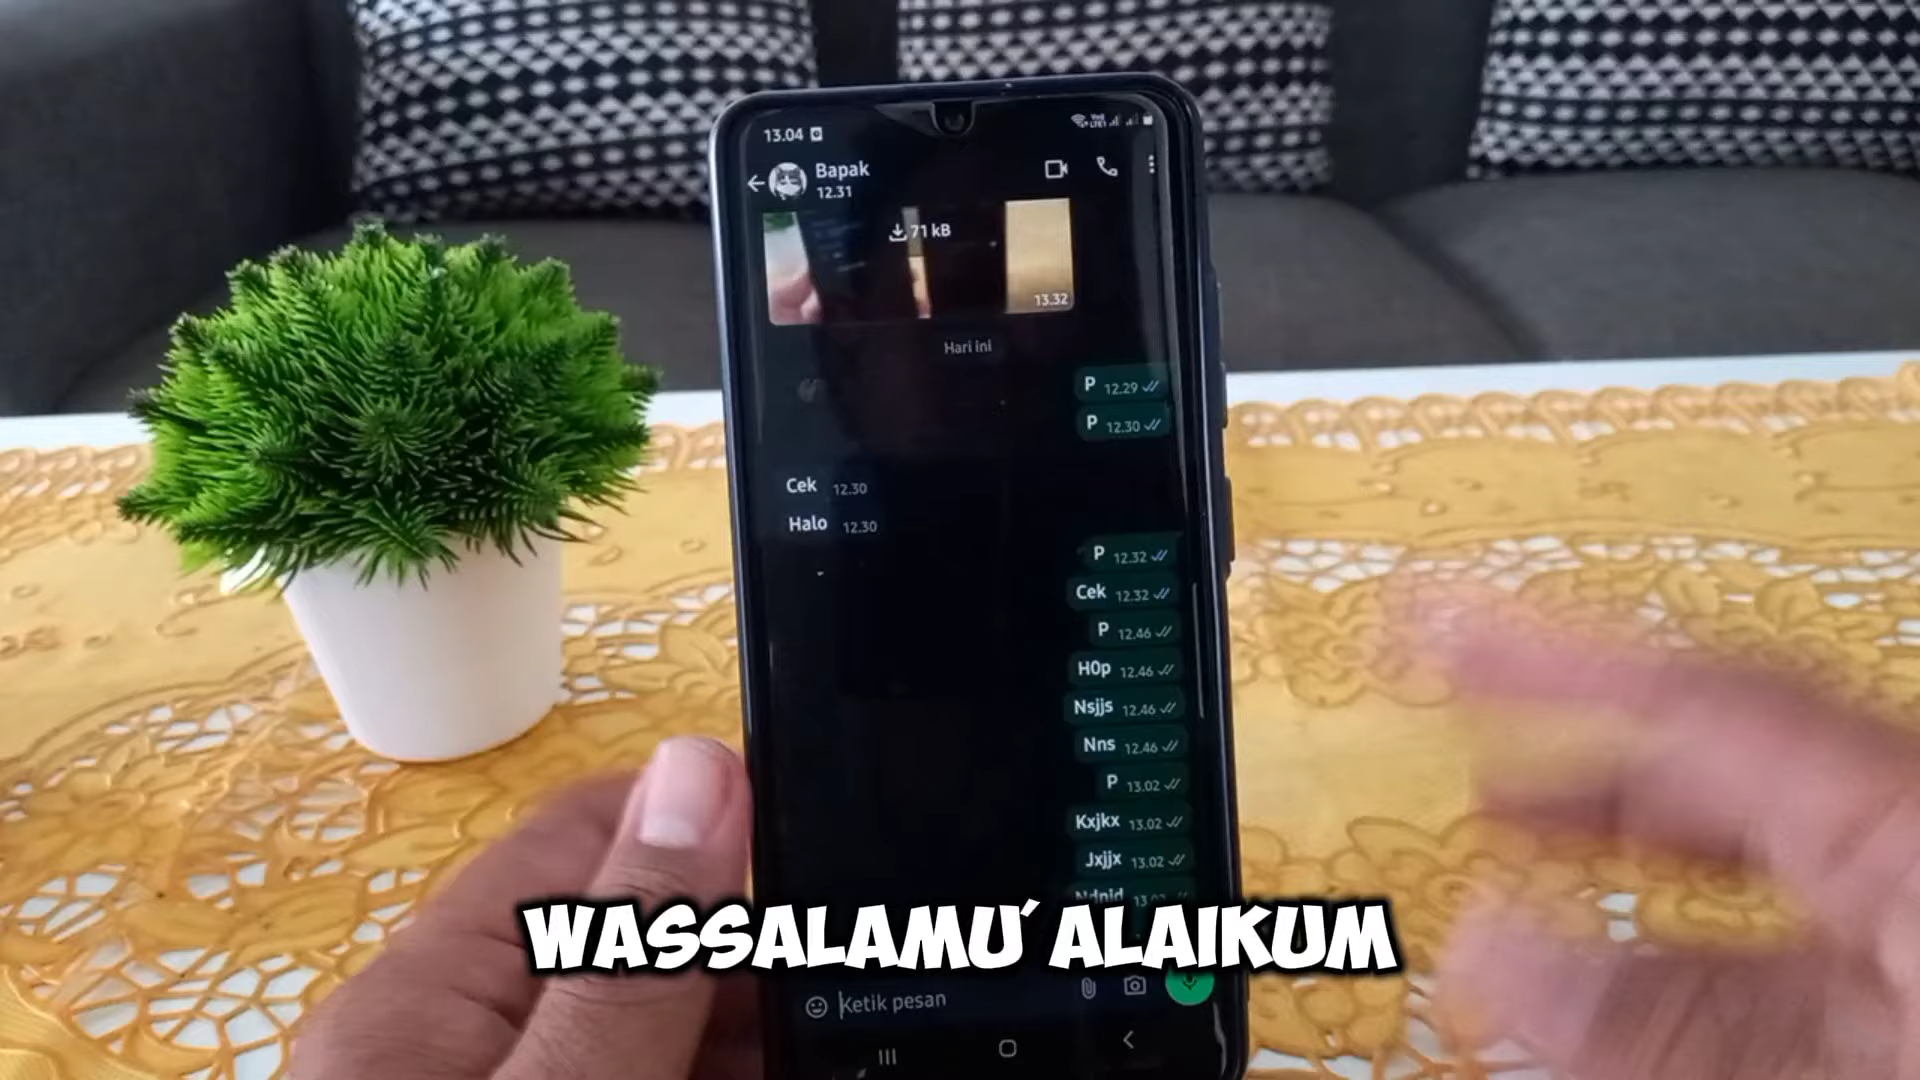 13.04
Bapak
12.31
71 kB
13.32
Hari ini
P 12.29
P 12.30
Cek 12.30
Halo 12.30
P 12.32
Cek 12.32
P 12.46
H0p 12.46
Nsjjs 12.46
Nns 12.46
P 13.02
Kxjkx 13.02
Jxjjx 13.02
WASSALAMU'ALAIKUM
Ketik pesan